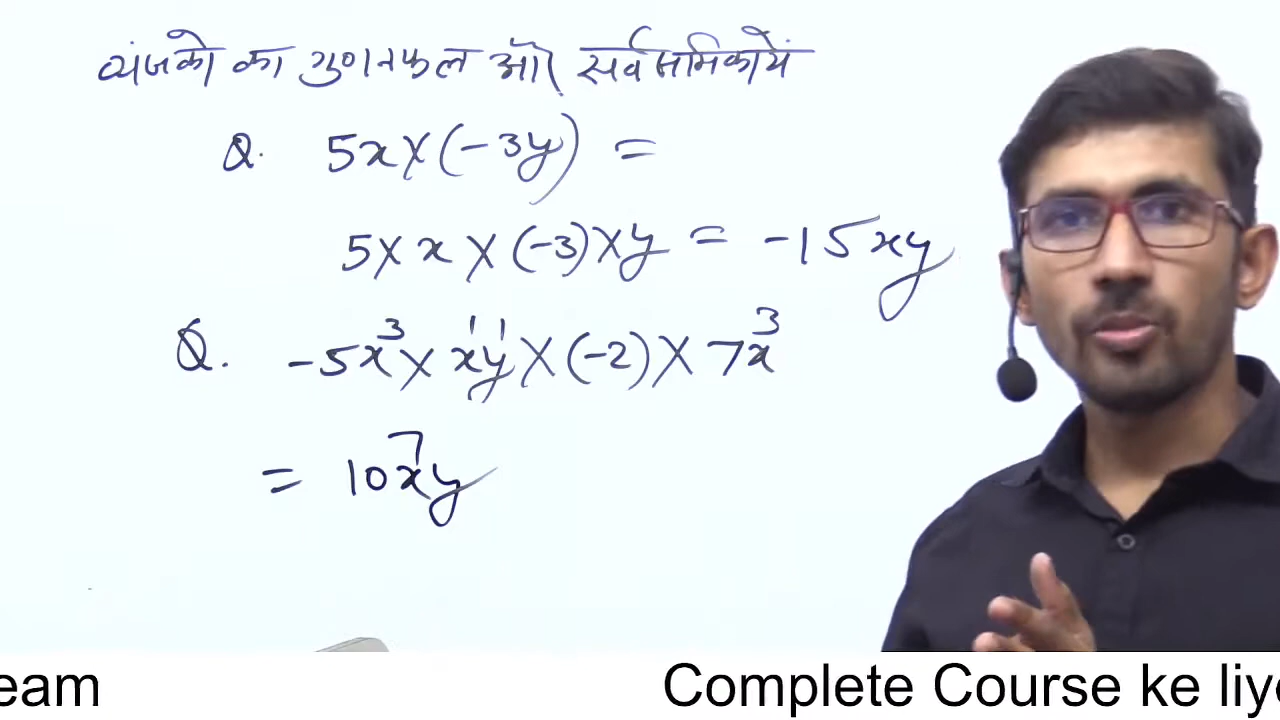 व्यंजको का गुणनफल और सर्वसमिकायें
Q. 5x × (-3y) =
5 × x × (-3) × y = -15xy
Q. -5x³ × x¹y¹ × (-2) × 7x³
= 10x⁷y
eam
Complete Course ke liye